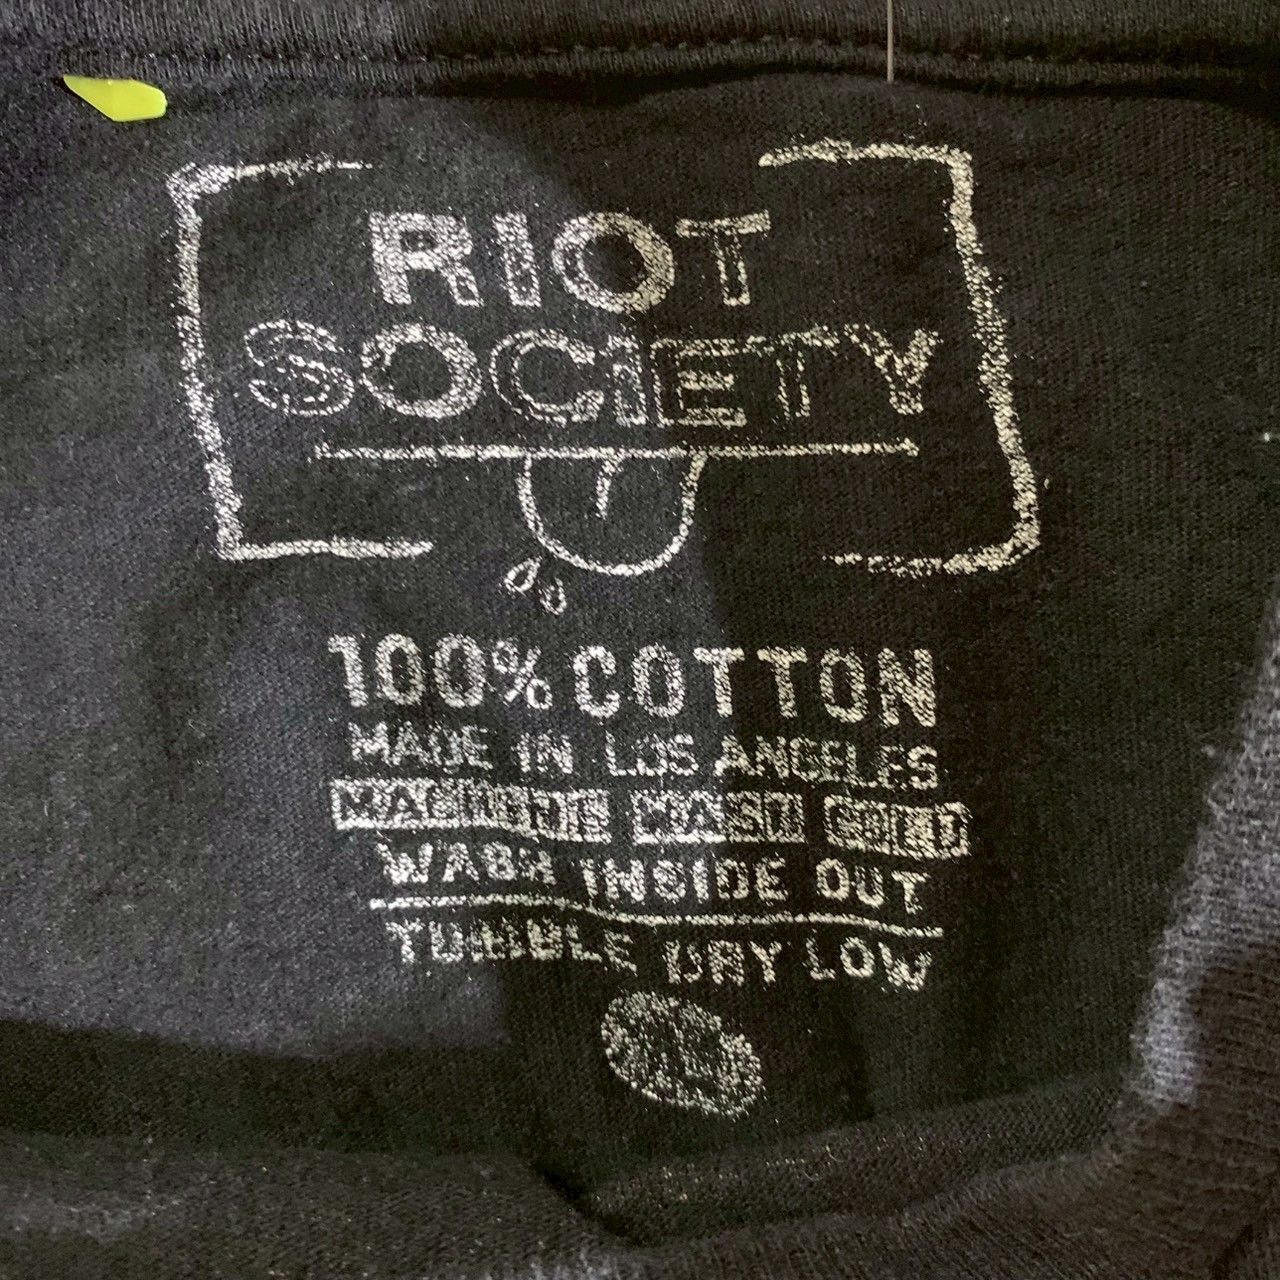 RIOT
SOCIETY
100% COTTON
MADE IN LOS ANGELES
MACHINE WASH COLD
WASH INSIDE OUT
TUMBLE DRY LOW